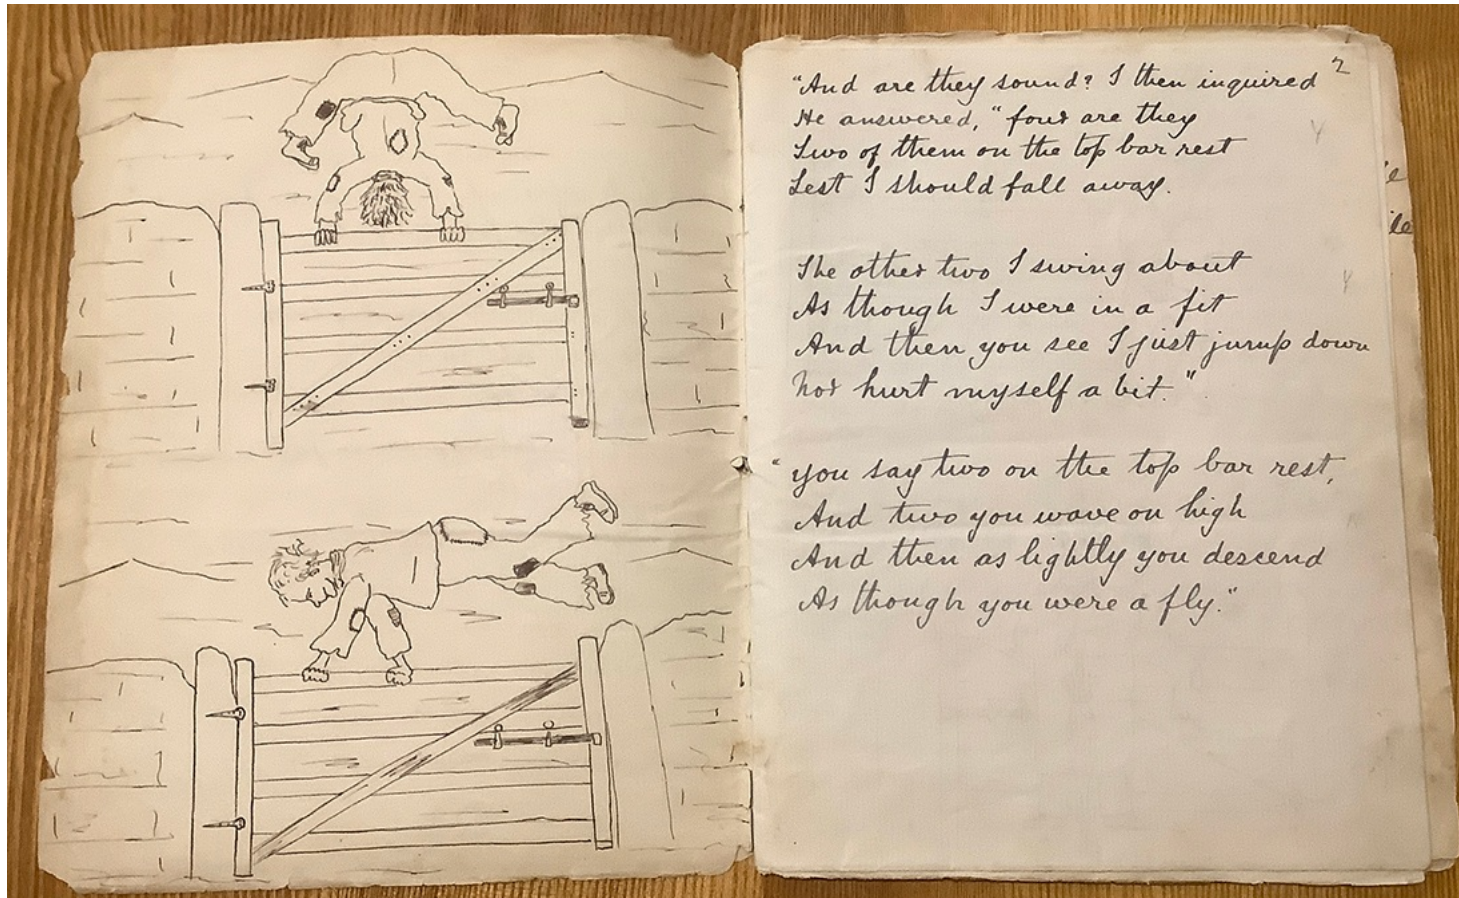 2
"And are they sound? I then inquired
He answered, "four are they
Two of them on the top bar rest
Lest I should fall away.
The other two I swing about
As though I were in a fit
And then you see I just jump down
Nor hurt myself a bit."
"you say two on the top bar rest,
And two you wave on high
And then as lightly you descend
As though you were a fly."